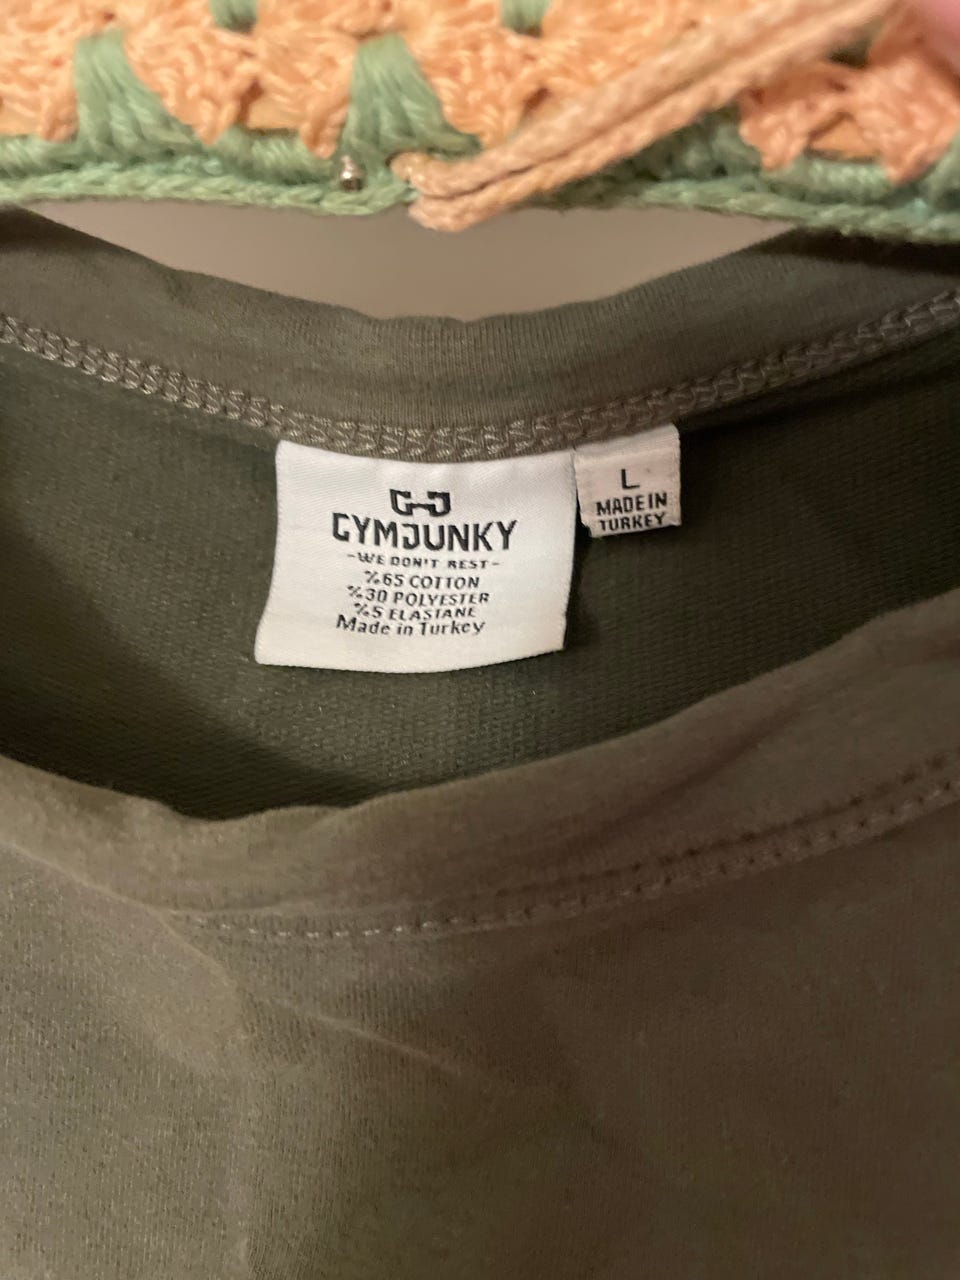 GYMJUNKY
-WE DON'T REST-
%65 COTTON
%30 POLYESTER
%5 ELASTANE
Made in Turkey
L
MADE IN
TURKEY